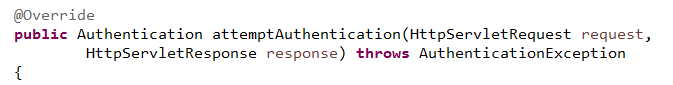 @Override
public Authentication attemptAuthentication(HttpServletRequest request,
HttpServletResponse response) throws AuthenticationException
{